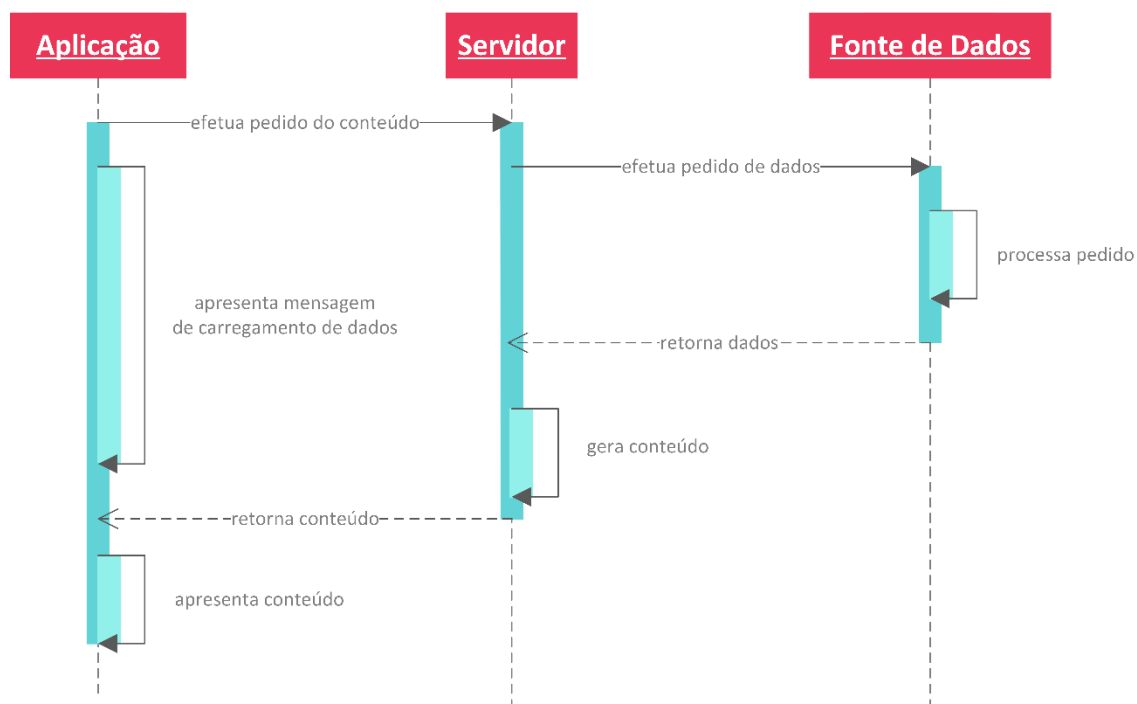 Aplicação
Servidor
Fonte de Dados
efetua pedido do conteúdo
efetua pedido de dados
processa pedido
apresenta mensagem
de carregamento de dados
retorna dados
gera conteúdo
retorna conteúdo
apresenta conteúdo